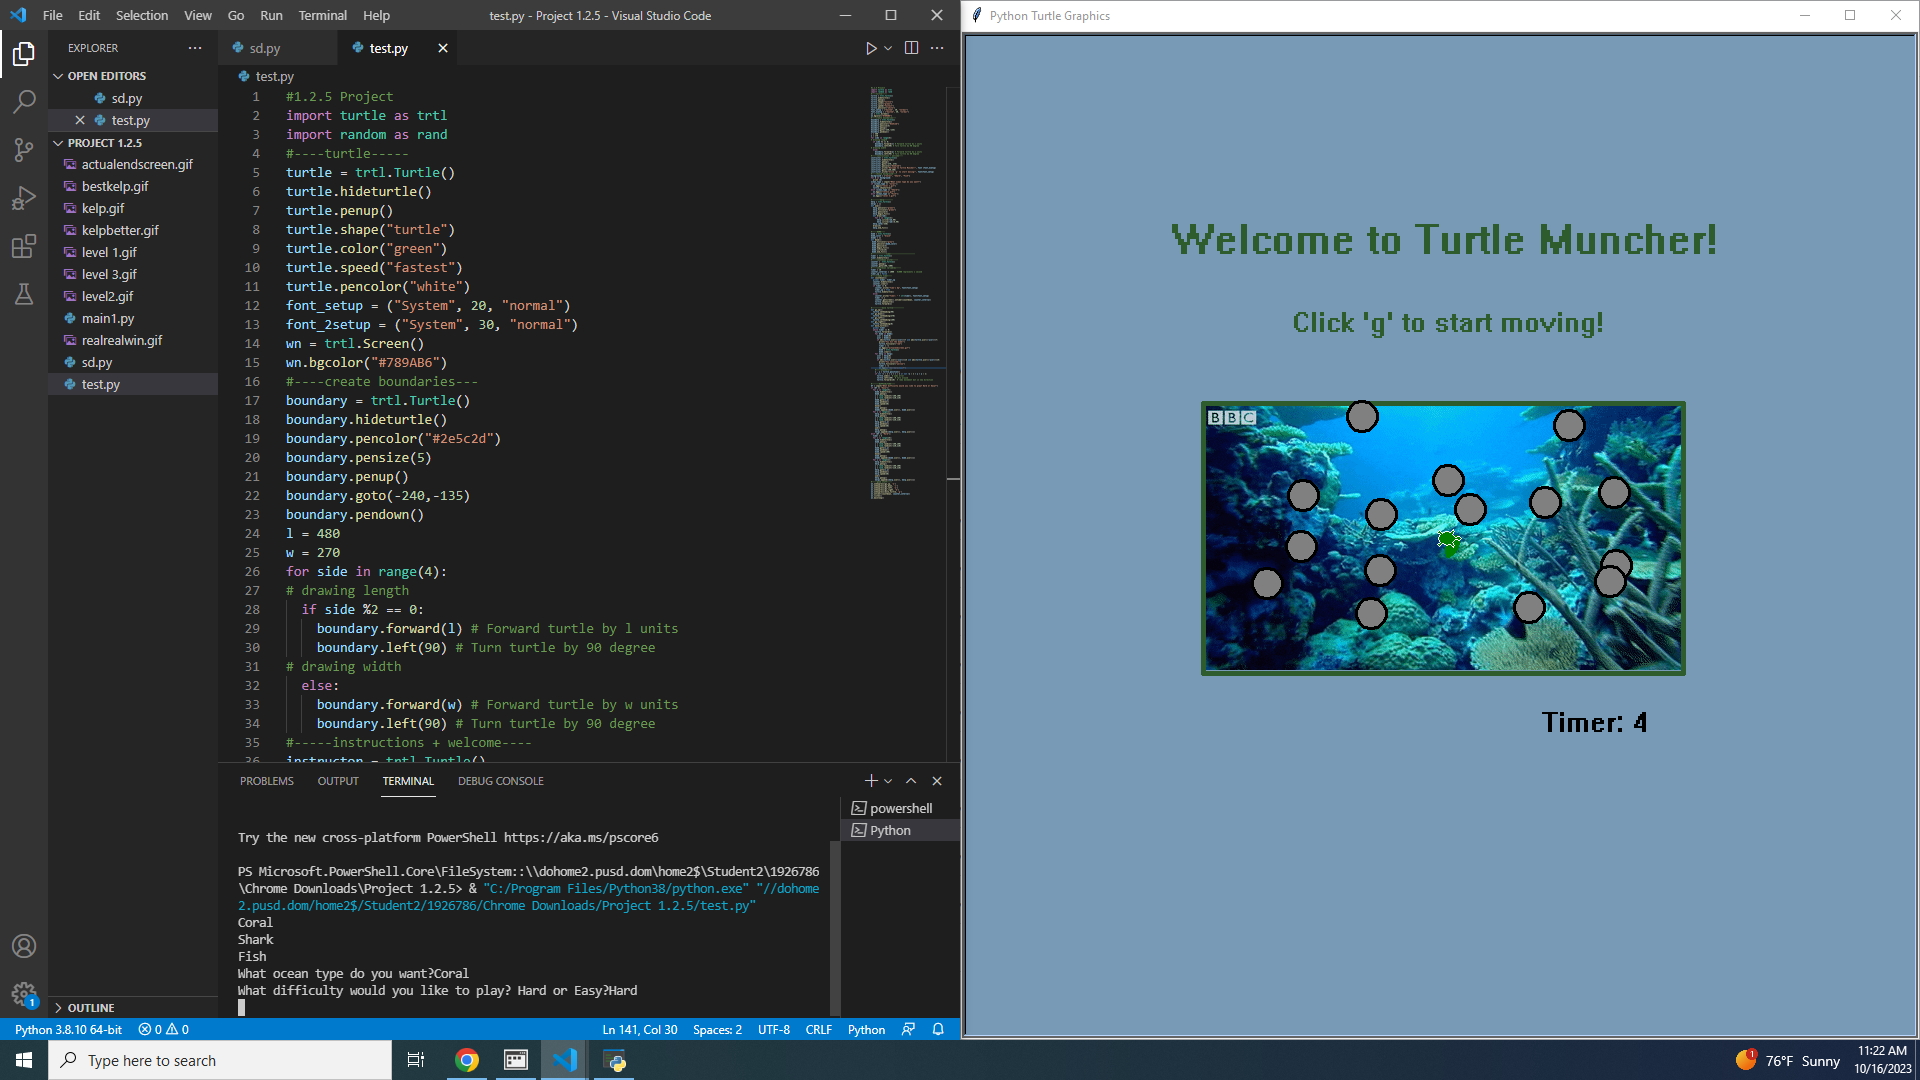 File Edit Selection View Go Run Terminal Help
test.py - Project 1.2.5 - Visual Studio Code
EXPLORER
OPEN EDITORS
sd.py
test.py
PROJECT 1.2.5
actualendscreen.gif
bestkelp.gif
kelp.gif
kelpbetter.gif
level 1.gif
level 3.gif
level2.gif
main1.py
realrealwin.gif
sd.py
test.py
OUTLINE
sd.py
test.py
test.py
1 #1.2.5 Project
2 import turtle as trtl
3 import random as rand
4 #----turtle-----
5 turtle = trtl.Turtle()
6 turtle.hideturtle()
7 turtle.penup()
8 turtle.shape("turtle")
9 turtle.color("green")
10 turtle.speed("fastest")
11 turtle.pencolor("white")
12 font_setup = ("System", 20, "normal")
13 font_2setup = ("System", 30, "normal")
14 wn = trtl.Screen()
15 wn.bgcolor("#789AB6")
16 #----create boundaries---
17 boundary = trtl.Turtle()
18 boundary.hideturtle()
19 boundary.pencolor("#2e5c2d")
20 boundary.pensize(5)
21 boundary.penup()
22 boundary.goto(-240,-135)
23 boundary.pendown()
24 l = 480
25 w = 270
26 for side in range(4):
27 # drawing length
28 if side %2 == 0:
29 boundary.forward(l) # Forward turtle by l units
30 boundary.left(90) # Turn turtle by 90 degree
31 # drawing width
32 else:
33 boundary.forward(w) # Forward turtle by w units
34 boundary.left(90) # Turn turtle by 90 degree
35 #-----instructions + welcome----
36 instructor = trtl.Turtle()
PROBLEMS OUTPUT TERMINAL DEBUG CONSOLE
powershell
Python
Try the new cross-platform PowerShell https://aka.ms/pscore6
PS Microsoft.PowerShell.Core\FileSystem::\\dohome2.pusd.dom\home2$\Student2\1926786
\Chrome Downloads\Project 1.2.5> & "C:/Program Files/Python38/python.exe" "//dohome
2.pusd.dom/home2$/Student2/1926786/Chrome Downloads/Project 1.2.5/test.py"
Coral
Shark
Fish
What ocean type do you want?Coral
What difficulty would you like to play? Hard or Easy?Hard
1
Python 3.8.10 64-bit 0 0
Ln 141, Col 30 Spaces: 2 UTF-8 CRLF Python
Python Turtle Graphics
Welcome to Turtle Muncher!
Click 'g' to start moving!
BBC
Timer: 4
Type here to search
1
76°F Sunny
11:22 AM
10/16/2023